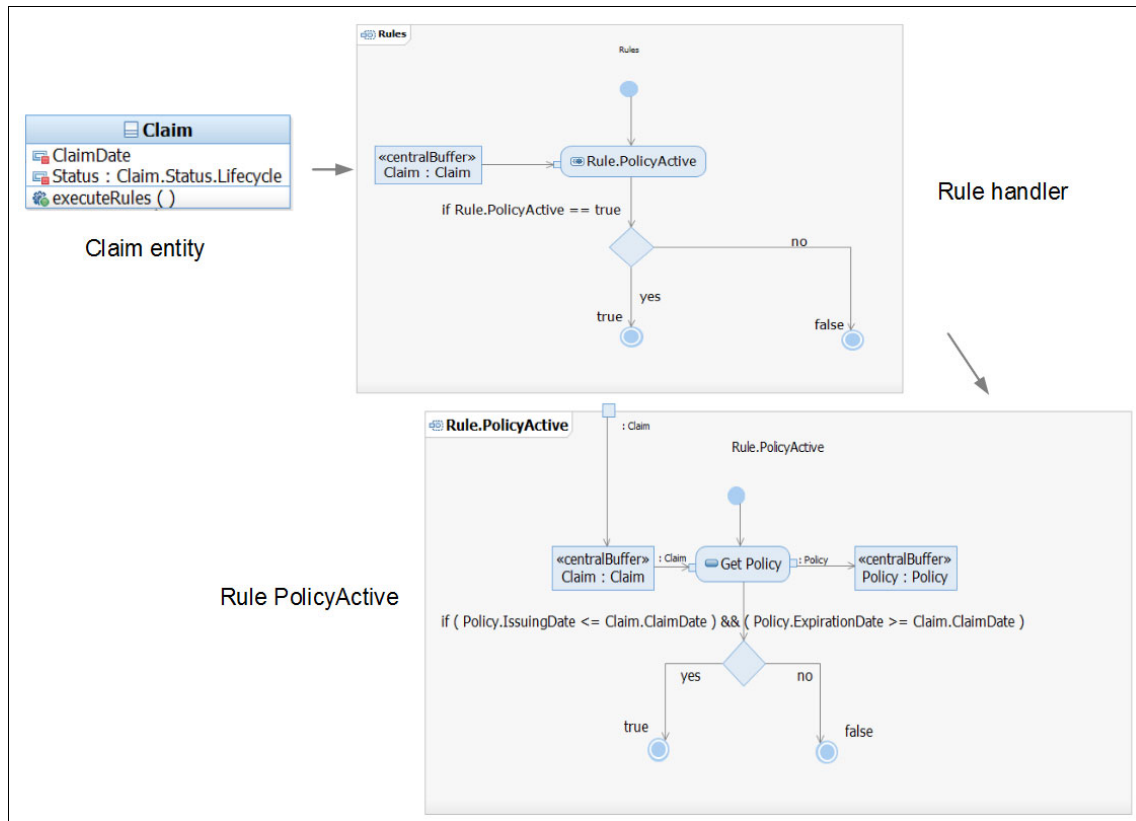 Rules
Rules
Claim
ClaimDate
Status : Claim.Status.Lifecycle
executeRules ( )
Claim entity
«centralBuffer»
Claim : Claim
Rule.PolicyActive
if Rule.PolicyActive == true
no
yes
true
false
Rule handler
Rule.PolicyActive
: Claim
Rule.PolicyActive
«centralBuffer»
Claim : Claim
: Claim
Get Policy
: Policy
«centralBuffer»
Policy : Policy
Rule PolicyActive
if ( Policy.IssuingDate <= Claim.ClaimDate ) && ( Policy.ExpirationDate >= Claim.ClaimDate )
yes
no
true
false